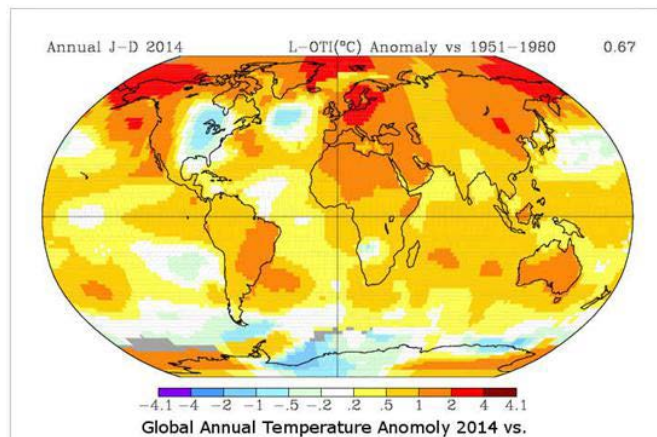 Annual J-D 2014 L-OTI(°C) Anomaly vs 1951-1980 0.67
-4.1 -4 -2 -1 -.5 -.2 .2 .5 1 2 4 4.1
Global Annual Temperature Anomoly 2014 vs.